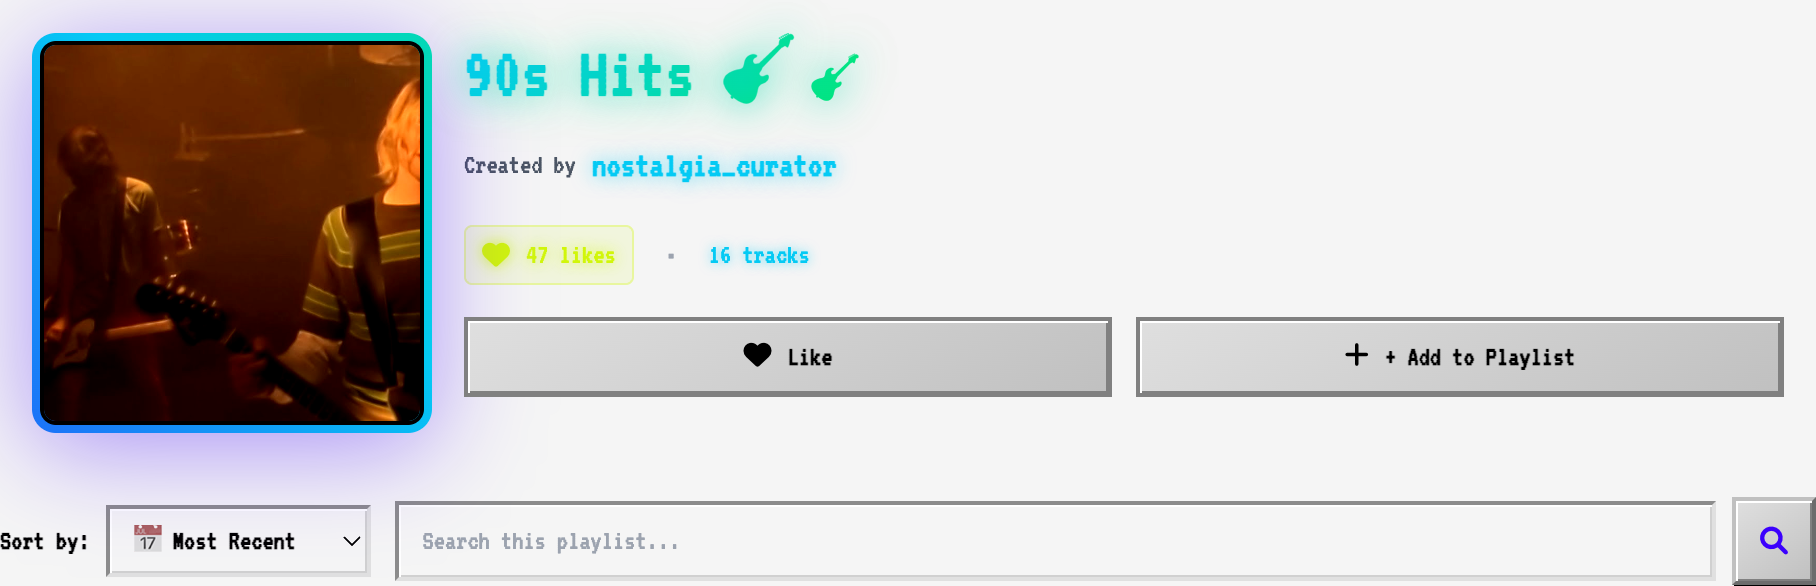 90s Hits
Created by nostalgia_curator
47 likes
16 tracks
Like
+ Add to Playlist
Sort by:
17 Most Recent
Search this playlist...